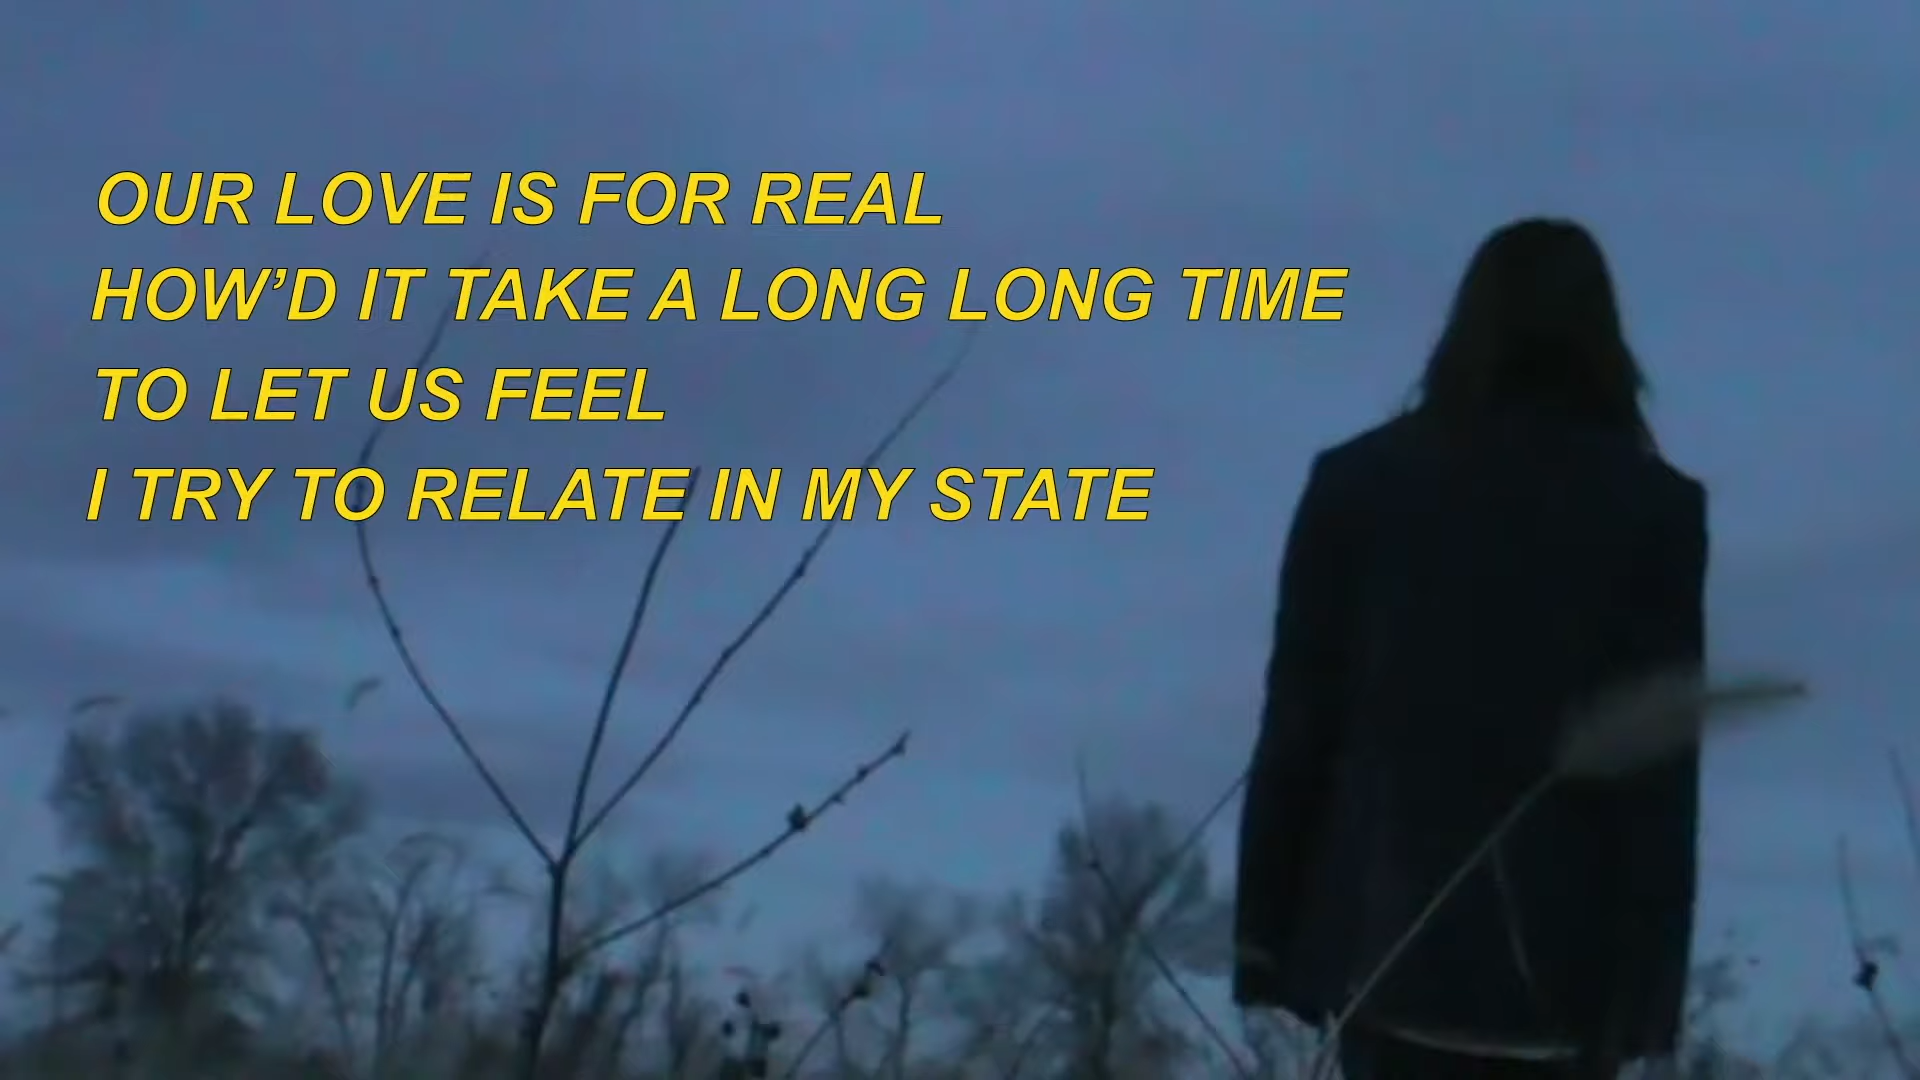 OUR LOVE IS FOR REAL
HOW’D IT TAKE A LONG LONG TIME
TO LET US FEEL
I TRY TO RELATE IN MY STATE